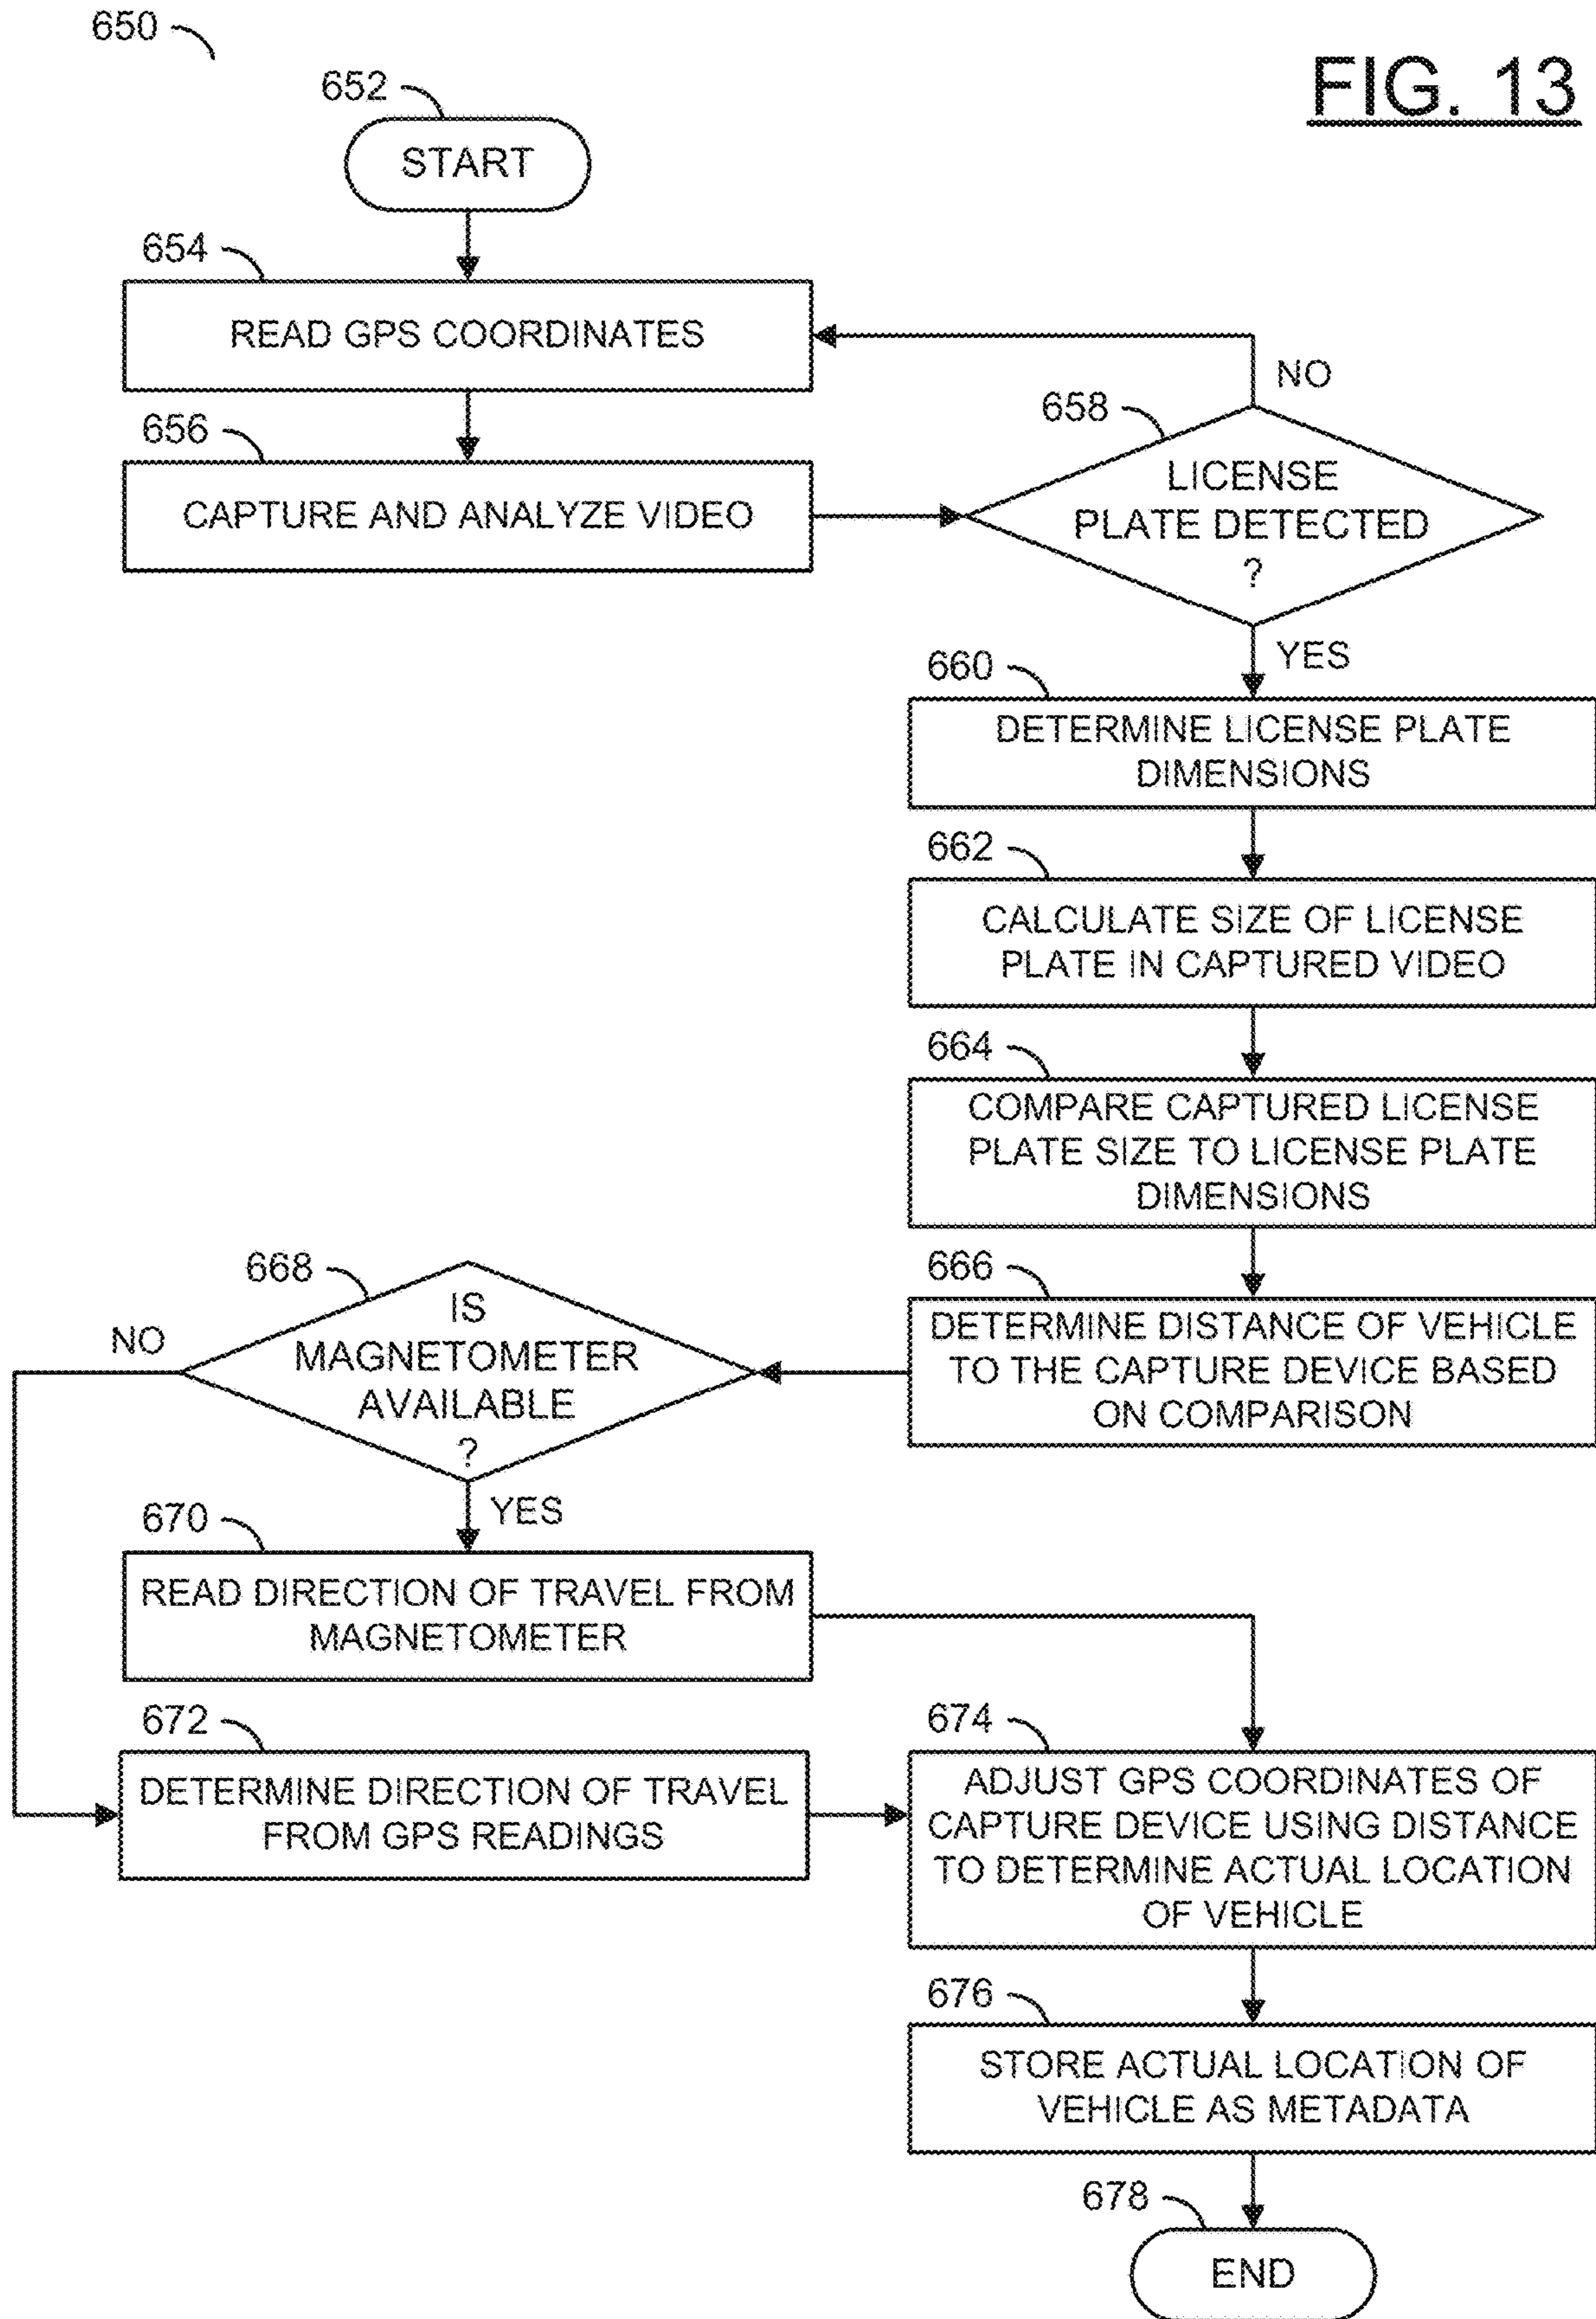 650
FIG. 13
652
START
654
READ GPS COORDINATES
NO
656
CAPTURE AND ANALYZE VIDEO
658
LICENSE
PLATE DETECTED
?
YES
660
DETERMINE LICENSE PLATE
DIMENSIONS
662
CALCULATE SIZE OF LICENSE
PLATE IN CAPTURED VIDEO
664
COMPARE CAPTURED LICENSE
PLATE SIZE TO LICENSE PLATE
DIMENSIONS
666
DETERMINE DISTANCE OF VEHICLE
TO THE CAPTURE DEVICE BASED
ON COMPARISON
668
IS
MAGNETOMETER
AVAILABLE
?
NO
YES
670
READ DIRECTION OF TRAVEL FROM
MAGNETOMETER
672
DETERMINE DIRECTION OF TRAVEL
FROM GPS READINGS
674
ADJUST GPS COORDINATES OF
CAPTURE DEVICE USING DISTANCE
TO DETERMINE ACTUAL LOCATION
OF VEHICLE
676
STORE ACTUAL LOCATION OF
VEHICLE AS METADATA
678
END